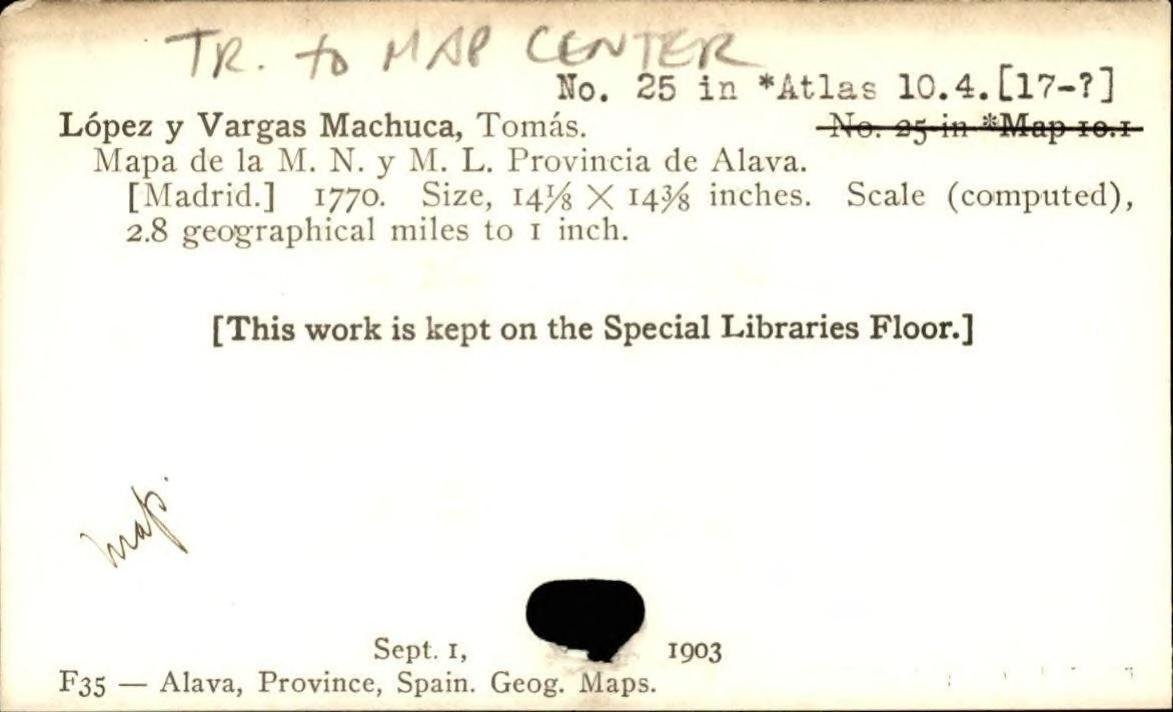 TR. to MAP CENTER
No. 25 in *Atlas 10.4.[17-?]
López y Vargas Machuca, Tomás. No. 25 in *Map 10.1
Mapa de la M. N. y M. L. Provincia de Alava.
[Madrid.] 1770. Size, 14⅛ X 14⅜ inches. Scale (computed),
2.8 geographical miles to 1 inch.
[This work is kept on the Special Libraries Floor.]
map.
Sept. 1, 1903
F35 — Alava, Province, Spain. Geog. Maps.